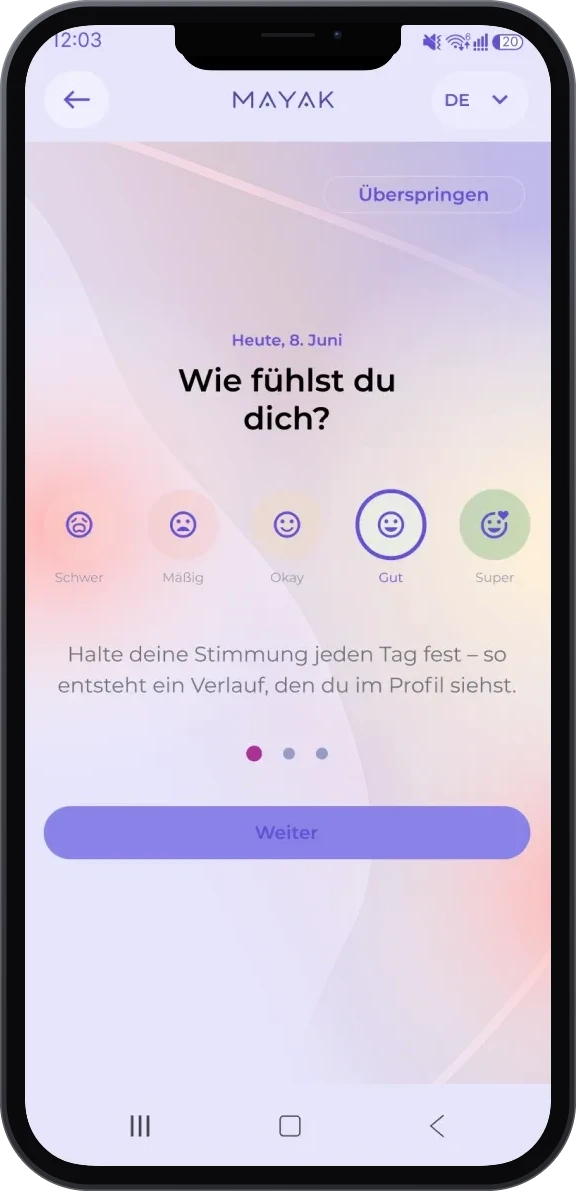 12:03
6
20
MAYAK
DE
Überspringen
Heute, 8. Juni
Wie fühlst du
dich?
Schwer
Mäßig
Okay
Gut
Super
Halte deine Stimmung jeden Tag fest – so
entsteht ein Verlauf, den du im Profil siehst.
Weiter